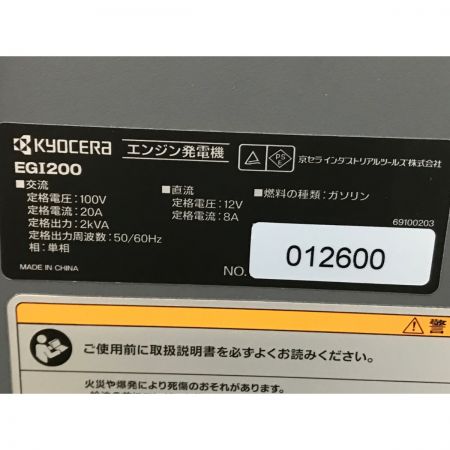 KYOCERA エンジン発電機 PS E 京セラ インダストリアルツールズ株式会社
EGI200
■交流 ■直流 ■燃料の種類：ガソリン
定格電圧：100V 定格電圧：12V
定格電流：20A 定格電流：8A
定格出力：2kVA 69100203
定格出力周波数：50/60Hz
相：単相
MADE IN CHINA NO. 012600
警
ご使用前に取扱説明書を必ずよくお読みください。
火災や爆発により死傷のおそれがあります。